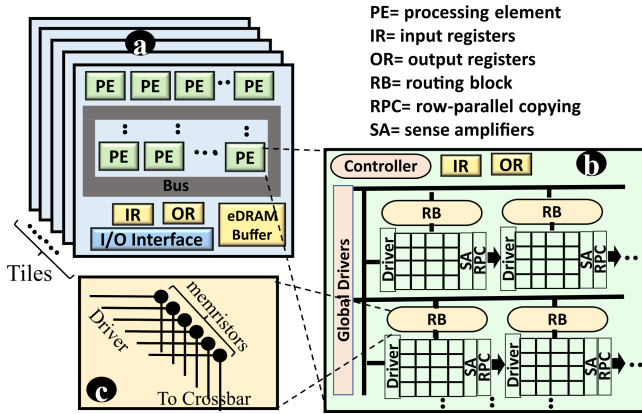 PE= processing element
IR= input registers
OR= output registers
RB= routing block
RPC= row-parallel copying
SA= sense amplifiers
a
PE PE PE PE
PE PE PE
Bus
IR OR
eDRAM
Buffer
I/O Interface
Tiles
b
Controller IR OR
Global Drivers
RB RB
Driver SA RPC Driver SA RPC
RB RB
Driver SA RPC Driver SA RPC
c
Driver
memristors
To Crossbar